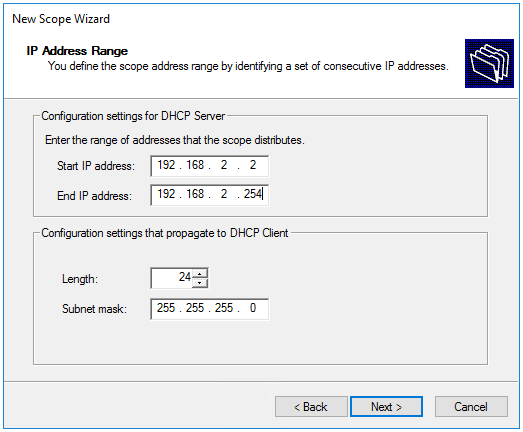 New Scope Wizard
IP Address Range
You define the scope address range by identifying a set of consecutive IP addresses.
Configuration settings for DHCP Server
Enter the range of addresses that the scope distributes.
Start IP address: 192 . 168 . 2 . 2
End IP address: 192 . 168 . 2 . 254
Configuration settings that propagate to DHCP Client
Length: 24
Subnet mask: 255 . 255 . 255 . 0
< Back Next > Cancel